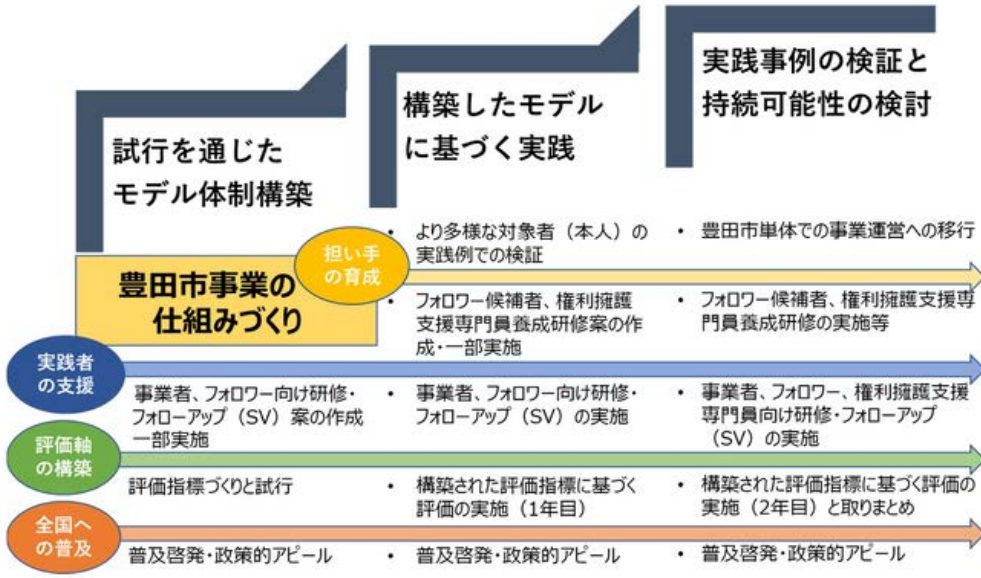 試行を通じた
モデル体制構築
構築したモデル
に基づく実践
実践事例の検証と
持続可能性の検討
豊田市事業の
仕組みづくり
担い手
の育成
• より多様な対象者（本人）の
実践例での検証
• 豊田市単体での事業運営への移行
• フォロワー候補者、権利擁護
支援専門員養成研修案の作
成・一部実施
• フォロワー候補者、権利擁護支援専
門員養成研修の実施等
実践者
の支援
事業者、フォロワー向け研修・
フォローアップ（SV）案の作成
一部実施
• 事業者、フォロワー向け研修・
フォローアップ（SV）の実施
• 事業者、フォロワー、権利擁護支援
専門員向け研修・フォローアップ
（SV）の実施
評価軸
の構築
評価指標づくりと試行
• 構築された評価指標に基づく
評価の実施（1年目）
• 構築された評価指標に基づく評価の
実施（2年目）と取りまとめ
全国へ
の普及
普及啓発・政策的アピール
• 普及啓発・政策的アピール
• 普及啓発・政策的アピール